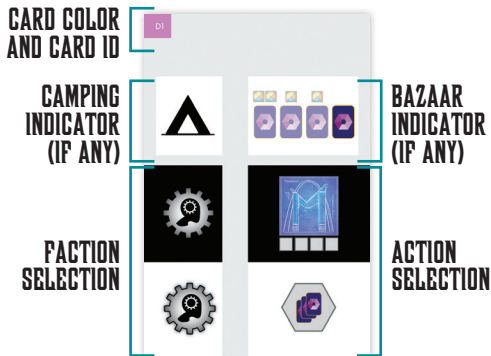 CARD COLOR
AND CARD ID
D1
CAMPING
INDICATOR
(IF ANY)
BAZAAR
INDICATOR
(IF ANY)
FACTION
SELECTION
ACTION
SELECTION